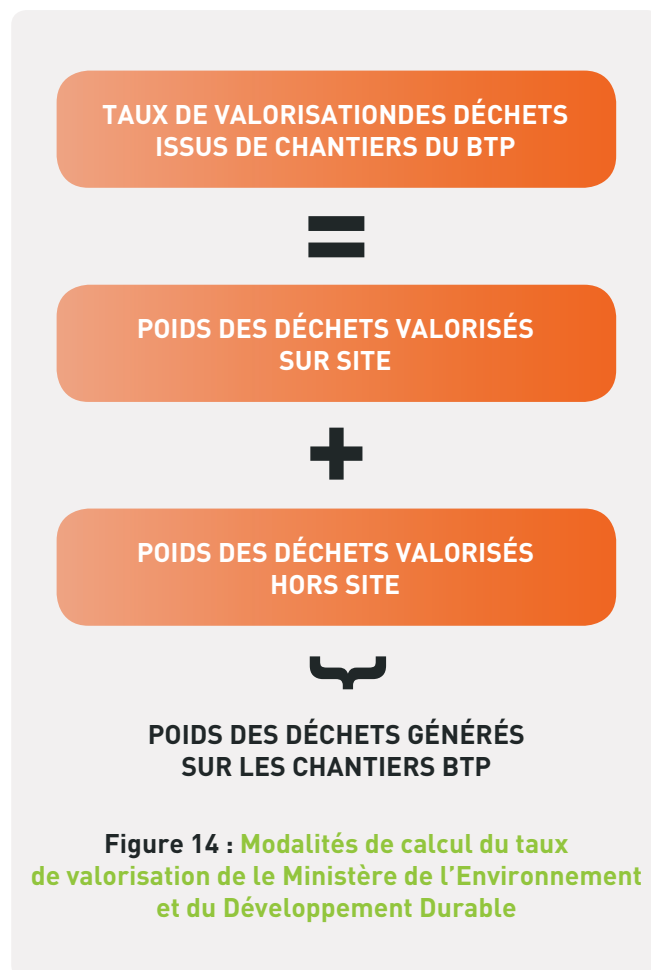 TAUX DE VALORISATIONDES DÉCHETS
ISSUS DE CHANTIERS DU BTP
=
POIDS DES DÉCHETS VALORISÉS
SUR SITE
+
POIDS DES DÉCHETS VALORISÉS
HORS SITE
POIDS DES DÉCHETS GÉNÉRÉS
SUR LES CHANTIERS BTP
Figure 14 : Modalités de calcul du taux
de valorisation de le Ministère de l’Environnement
et du Développement Durable